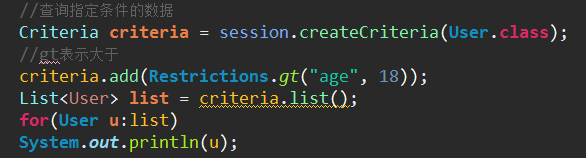 //查询指定条件的数据
Criteria criteria = session.createCriteria(User.class);
//gt表示大于
criteria.add(Restrictions.gt("age", 18));
List<User> list = criteria.list();
for(User u:list)
System.out.println(u);